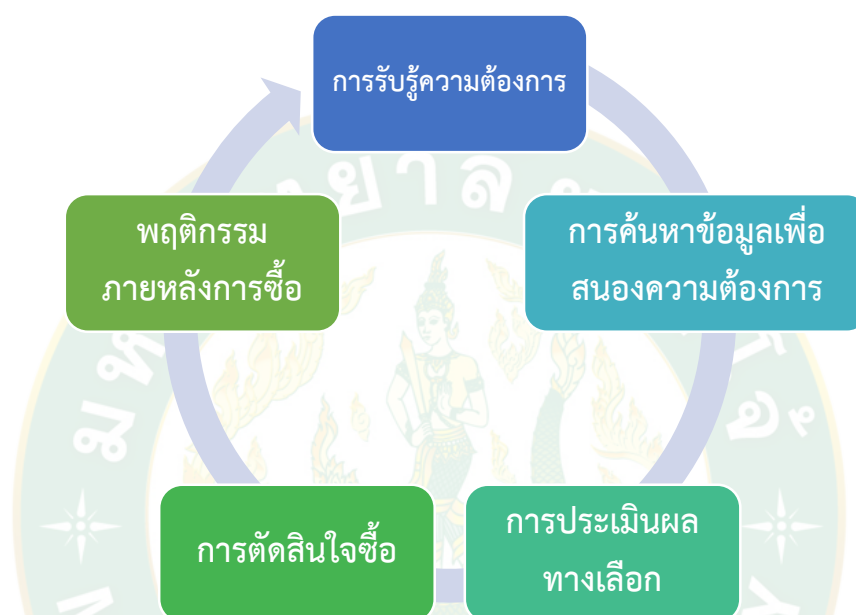 การรับรู้ความต้องการ
การค้นหาข้อมูลเพื่อ
สนองความต้องการ
การประเมินผล
ทางเลือก
การตัดสินใจซื้อ
พฤติกรรม
ภายหลังการซื้อ